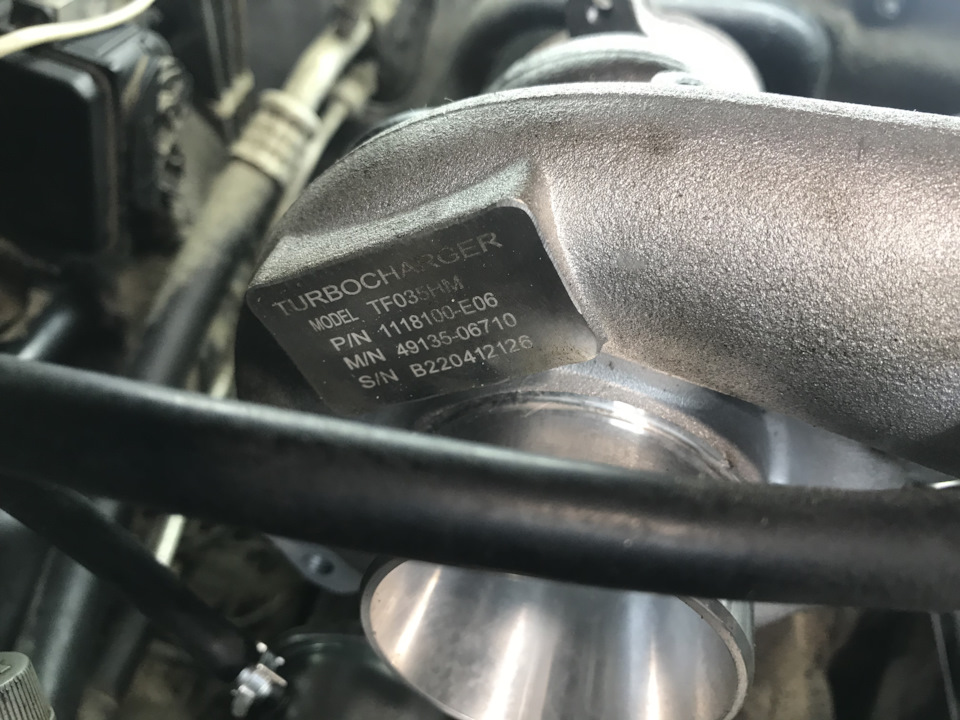 TURBOCHARGER
MODEL TF035HM
P/N 1118100-E06
M/N 49135-06710
S/N B220412126